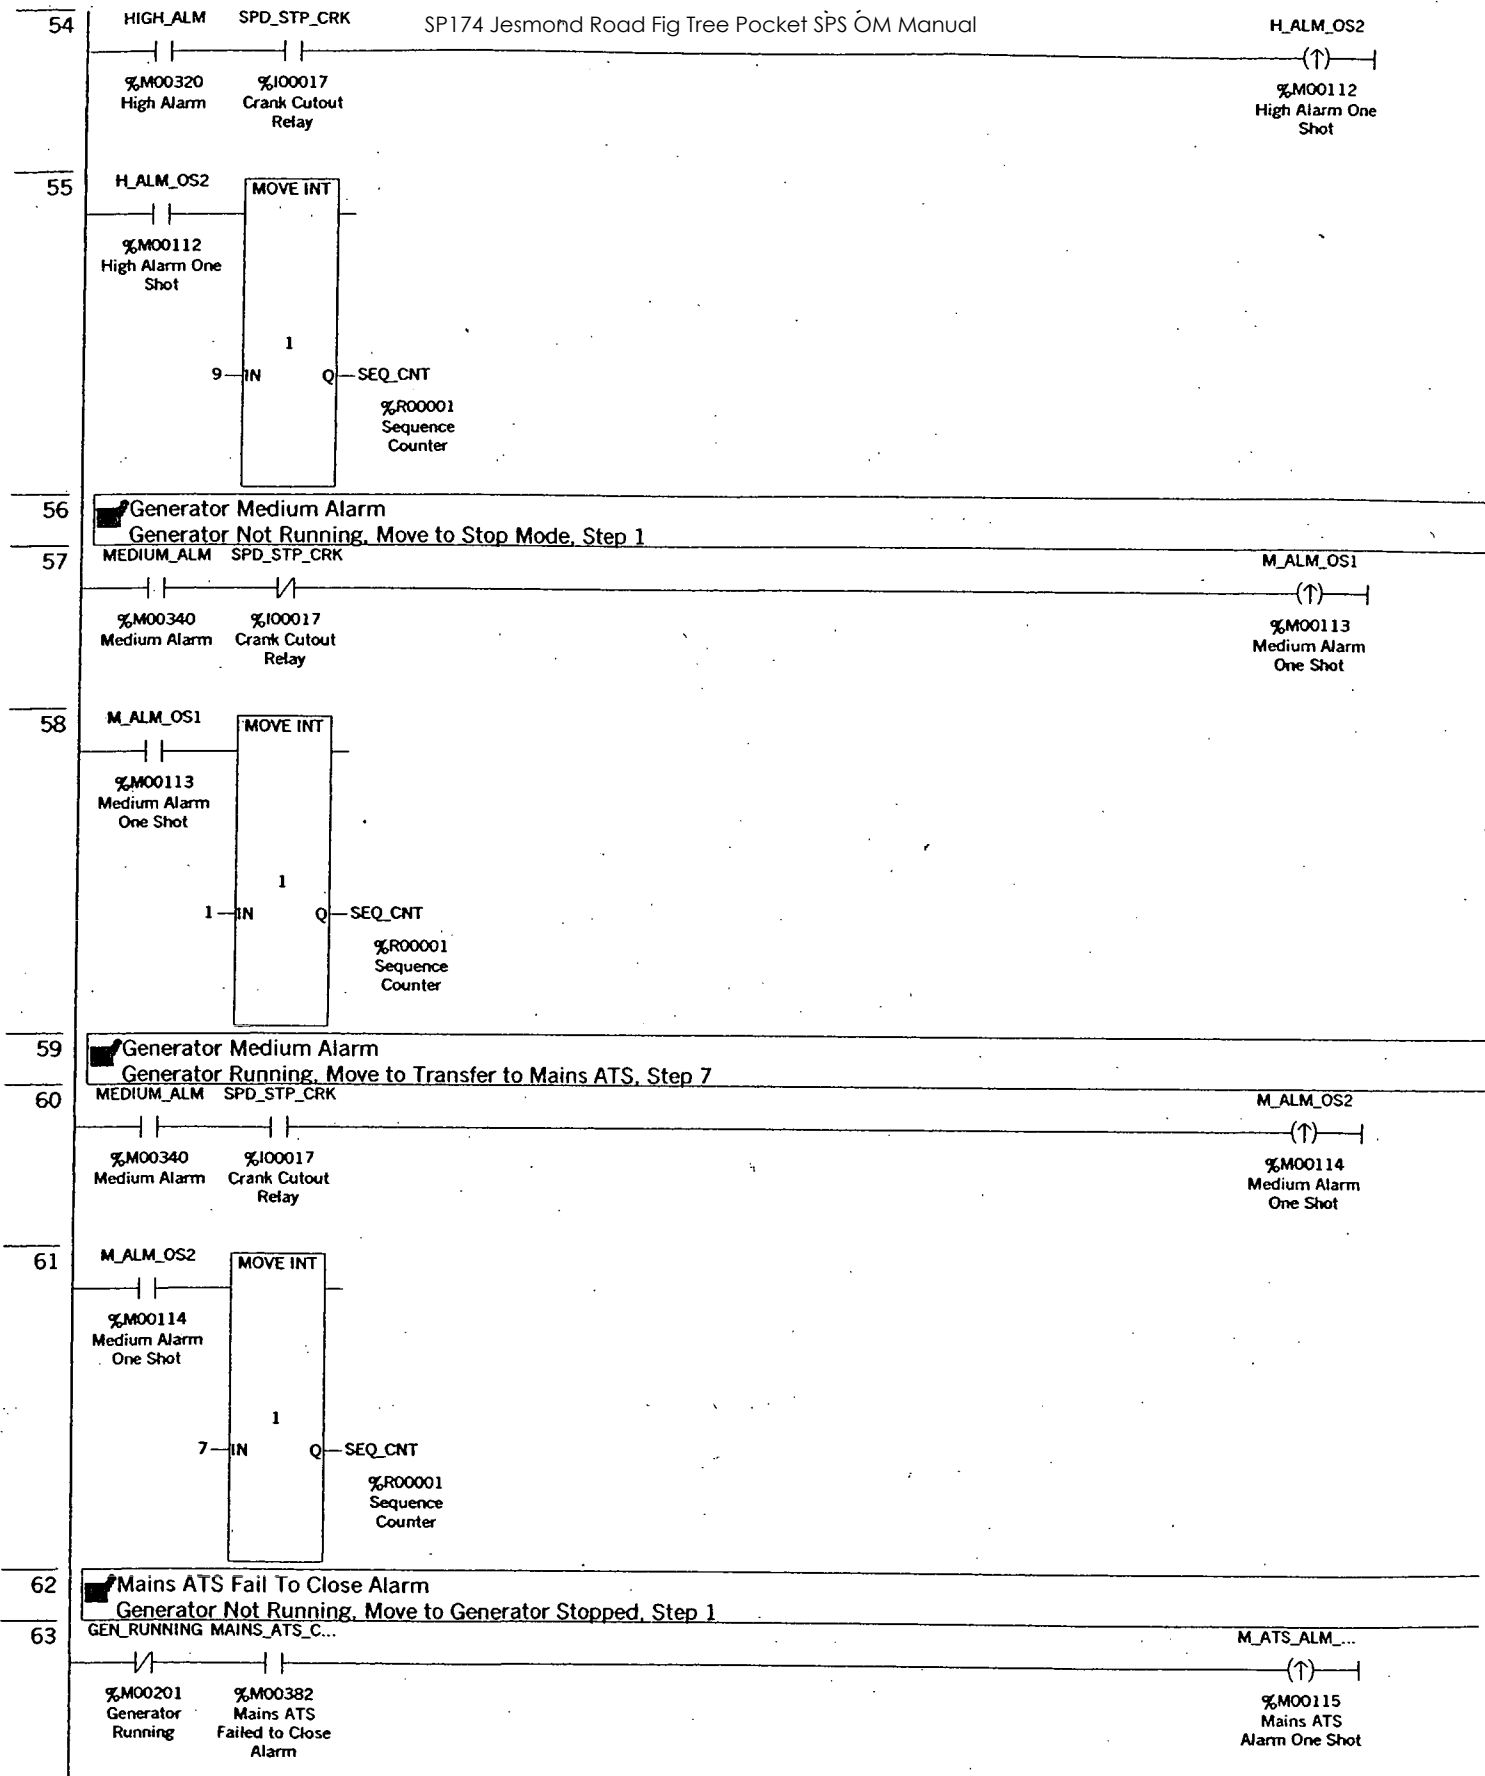 SP174 Jesmond Road Fig Tree Pocket SPS OM Manual
54
HIGH_ALM SPD_STP_CRK H_ALM_OS2
%M00320 %I00017 %M00112
High Alarm Crank Cutout High Alarm One
Relay Shot
55
H_ALM_OS2 MOVE INT
%M00112
High Alarm One
Shot
1
9 IN Q SEQ_CNT
%R00001
Sequence
Counter
56
Generator Medium Alarm
Generator Not Running, Move to Stop Mode, Step 1
57
MEDIUM_ALM SPD_STP_CRK M_ALM_OS1
%M00340 %I00017 %M00113
Medium Alarm Crank Cutout Medium Alarm
Relay One Shot
58
M_ALM_OS1 MOVE INT
%M00113
Medium Alarm
One Shot
1
1 IN Q SEQ_CNT
%R00001
Sequence
Counter
59
Generator Medium Alarm
Generator Running, Move to Transfer to Mains ATS, Step 7
60
MEDIUM_ALM SPD_STP_CRK M_ALM_OS2
%M00340 %I00017 %M00114
Medium Alarm Crank Cutout Medium Alarm
Relay One Shot
61
M_ALM_OS2 MOVE INT
%M00114
Medium Alarm
One Shot
1
7 IN Q SEQ_CNT
%R00001
Sequence
Counter
62
Mains ATS Fail To Close Alarm
Generator Not Running, Move to Generator Stopped, Step 1
63
GEN_RUNNING MAINS_ATS_C... M_ATS_ALM_...
%M00201 %M00382 %M00115
Generator Mains ATS Mains ATS
Running Failed to Close Alarm One Shot
Alarm